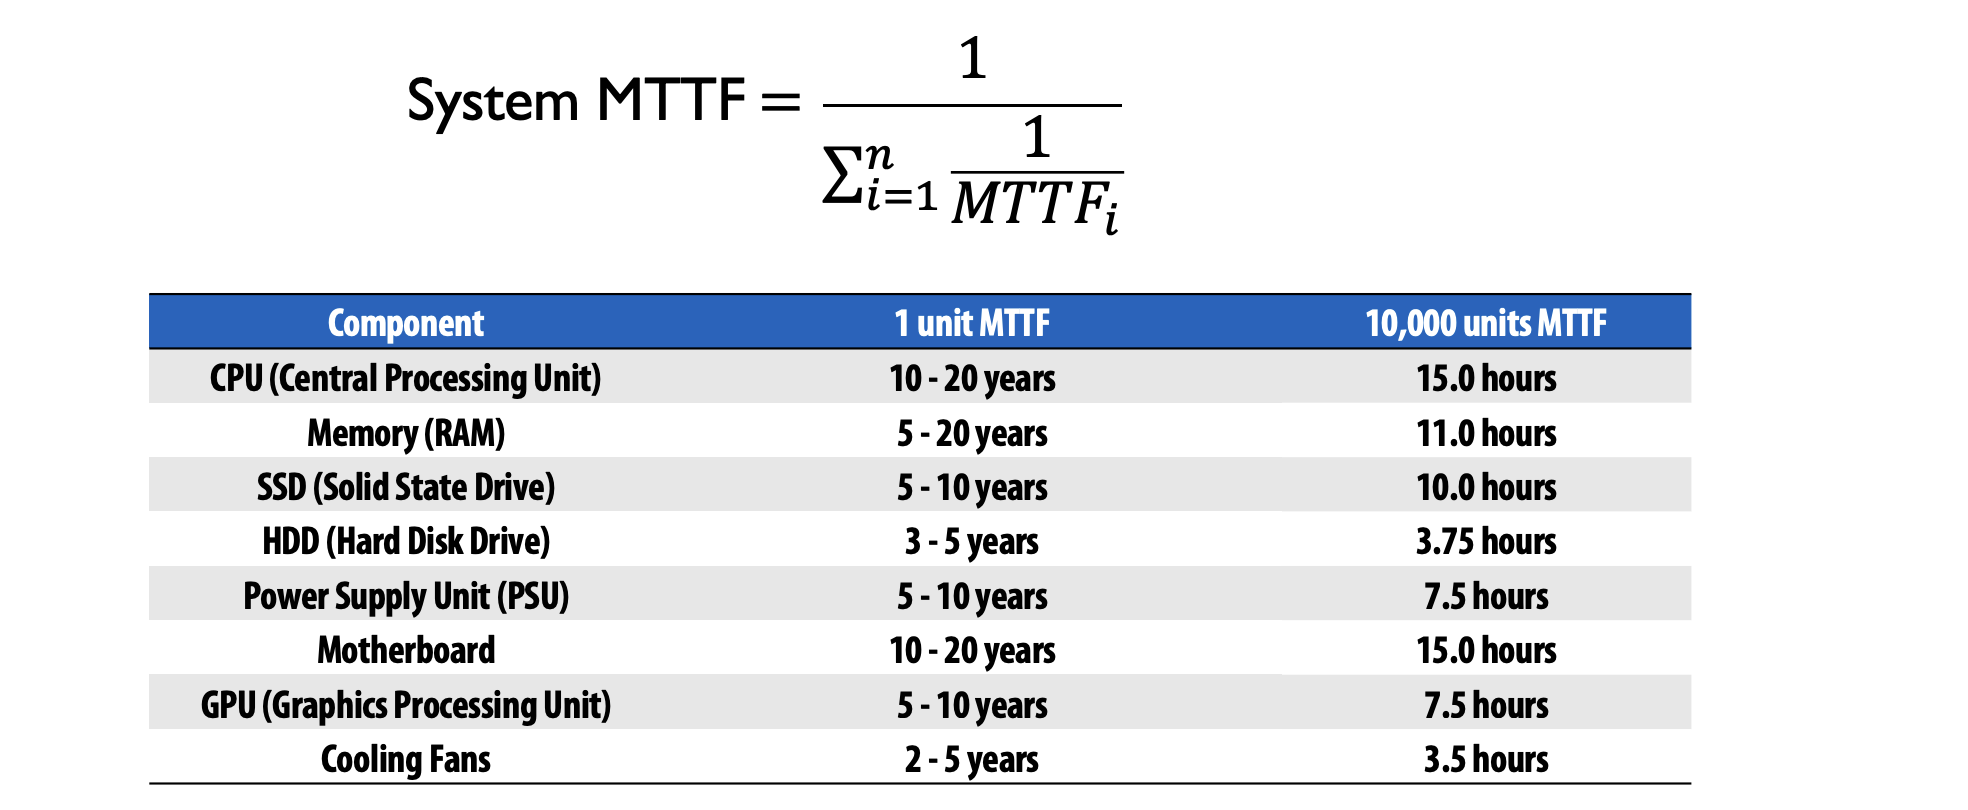 System MTTF = \frac{1}{\sum_{i=1}^{n} \frac{1}{MTTF_i}}
Component 1 unit MTTF 10,000 units MTTF
CPU (Central Processing Unit) 10 - 20 years 15.0 hours
Memory (RAM) 5 - 20 years 11.0 hours
SSD (Solid State Drive) 5 - 10 years 10.0 hours
HDD (Hard Disk Drive) 3 - 5 years 3.75 hours
Power Supply Unit (PSU) 5 - 10 years 7.5 hours
Motherboard 10 - 20 years 15.0 hours
GPU (Graphics Processing Unit) 5 - 10 years 7.5 hours
Cooling Fans 2 - 5 years 3.5 hours